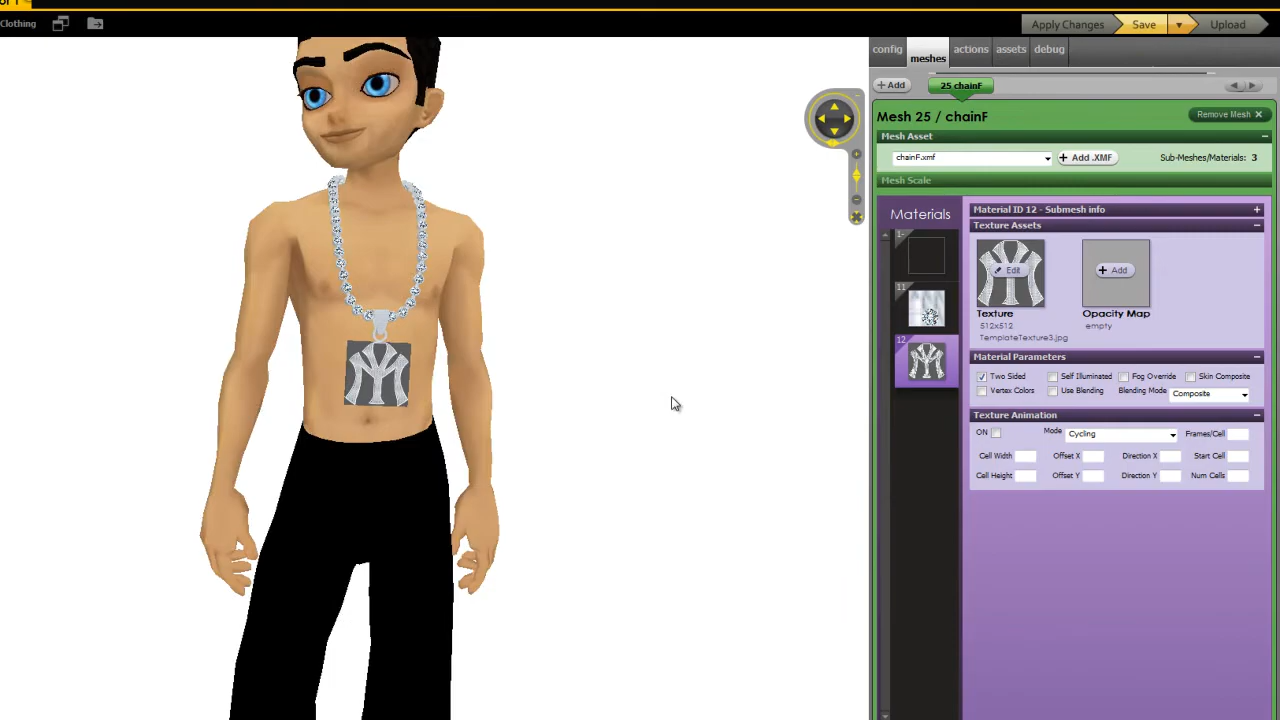 Clothing
Apply Changes Save Upload
config meshes actions assets debug
+ Add 25 chainF
Mesh 25 / chainF Remove Mesh ×
Mesh Asset
chainF.xmf + Add .XMF Sub-Meshes/Materials: 3
Mesh Scale
Materials
1-
11
12
Material ID 12 - Submesh info
Texture Assets
Edit + Add
Texture Opacity Map
512x512 empty
TemplateTexture3.jpg
Material Parameters
Two Sided Self Illuminated Fog Override Skin Composite
Vertex Colors Use Blending Blending Mode Composite
Texture Animation
ON Mode Cycling Frames/Cell
Cell Width Offset X Direction X Start Cell
Cell Height Offset Y Direction Y Num Cells